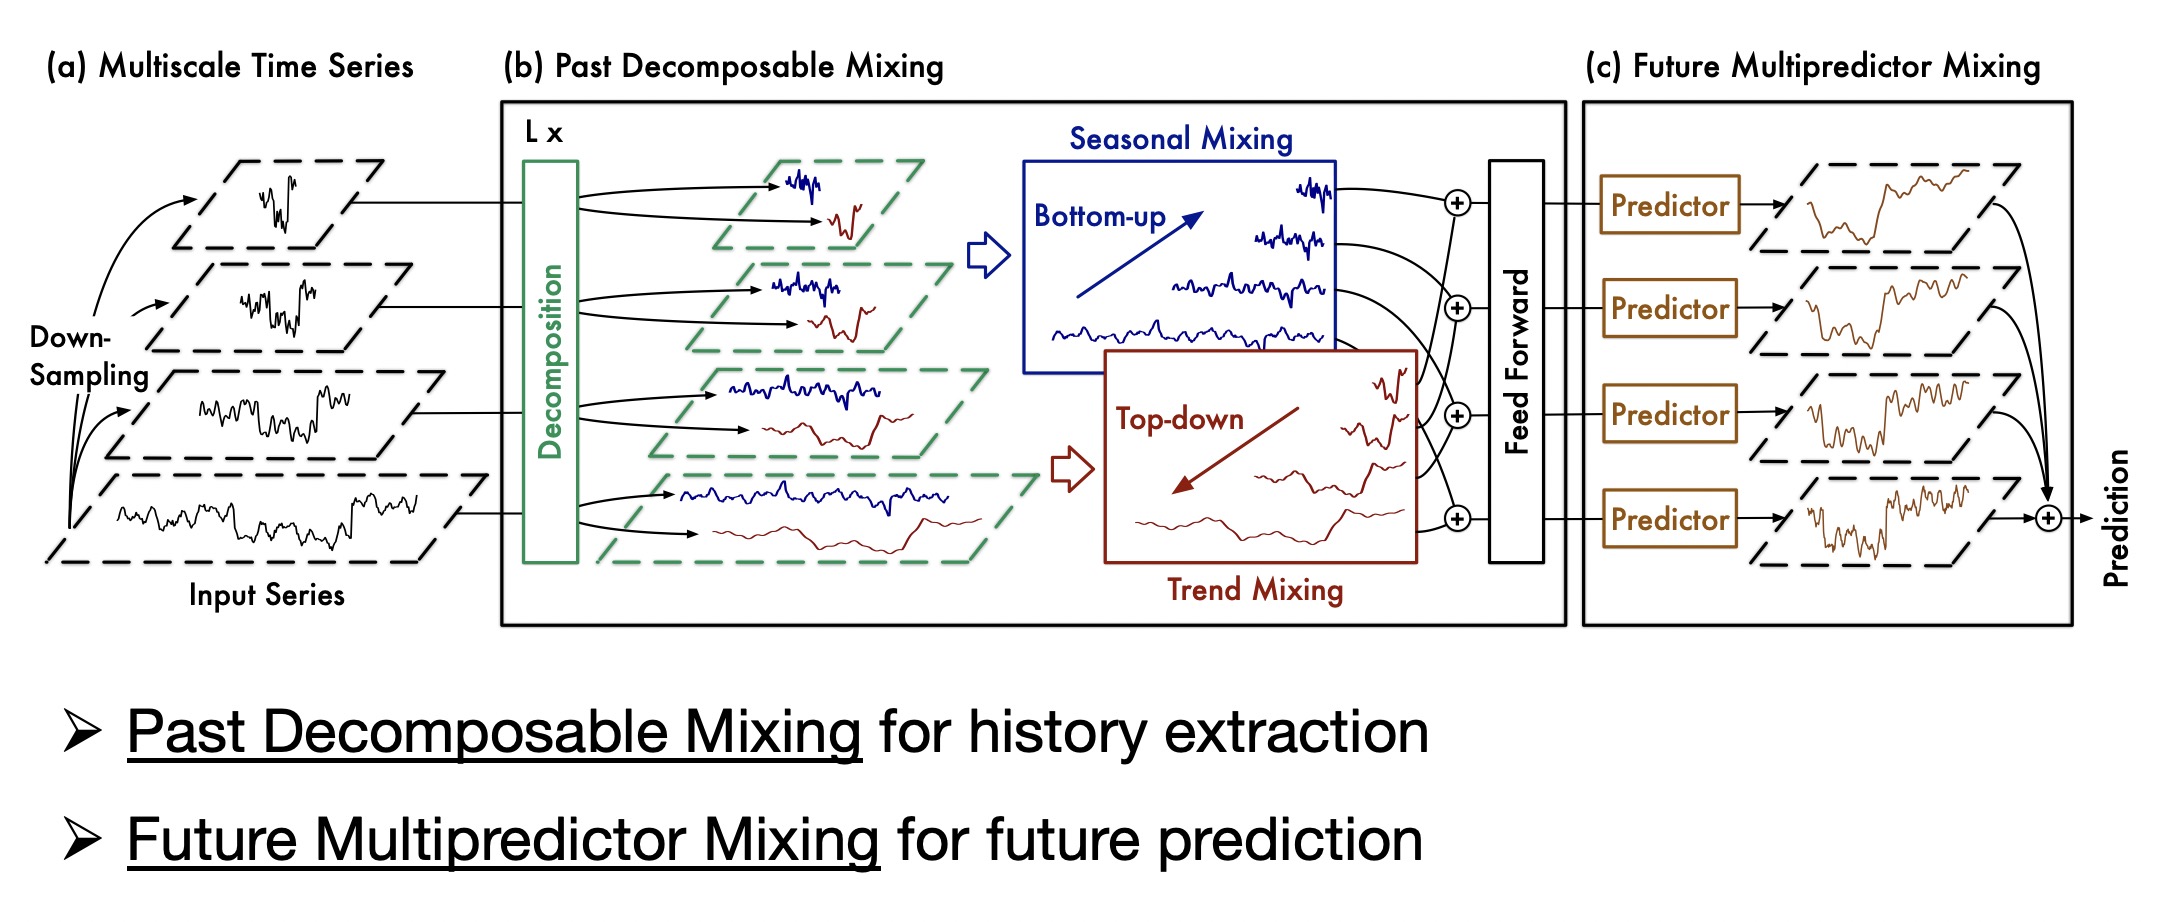 (a) Multiscale Time Series
Down-
Sampling
Input Series
(b) Past Decomposable Mixing
L x
Decomposition
Seasonal Mixing
Bottom-up
Top-down
Trend Mixing
Feed Forward
(c) Future Multipredictor Mixing
Predictor
Predictor
Predictor
Predictor
Prediction
➢ Past Decomposable Mixing for history extraction
➢ Future Multipredictor Mixing for future prediction